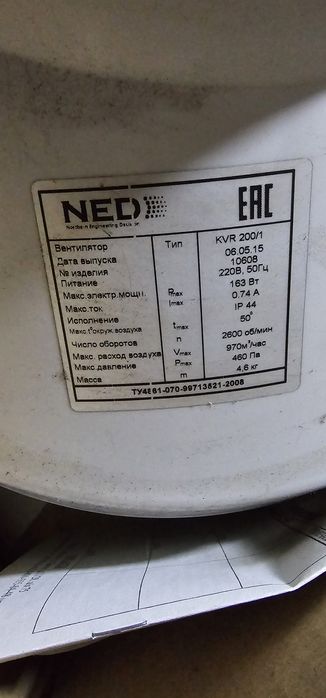 NED
Northern Engineering Decision
EAC
Вентилятор Тип KVR 200/1
Дата выпуска 06.05.15
№ изделия 10608
Питание 220В, 50Гц
Макс.электр.мощн. Pmax 163 Вт
Макс.ток Imax 0.74 А
Исполнение IP 44
Макс.t°окруж.воздуха tmax 50°
Число оборотов n 2600 об/мин
Макс. расход воздуха Vmax 970м³/час
Макс давление Pmax 460 Па
Масса m 4,6 кг
ТУ4861-070-99713821-2008